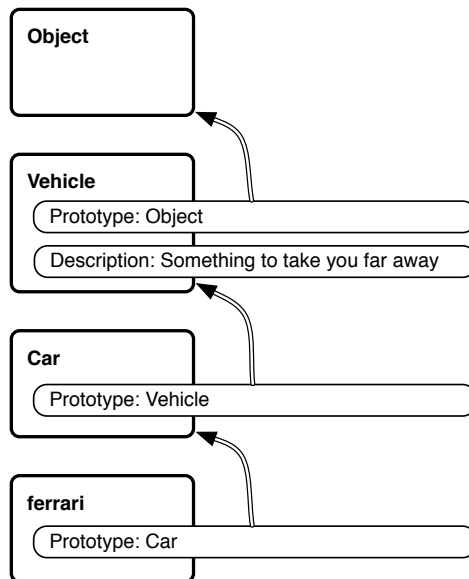 Object
Vehicle
Prototype: Object
Description: Something to take you far away
Car
Prototype: Vehicle
ferrari
Prototype: Car